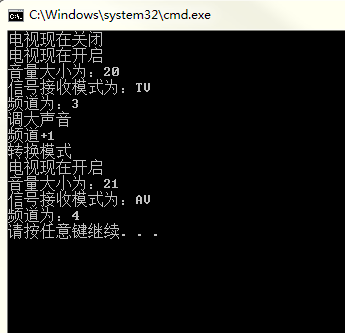 C:\Windows\system32\cmd.exe
电视现在关闭
电视现在开启
音量大小为：20
信号接收模式为：TV
频道为：3
调大声音
频道+1
转换模式
电视现在开启
音量大小为：21
信号接收模式为：AV
频道为：4
请按任意键继续. . .